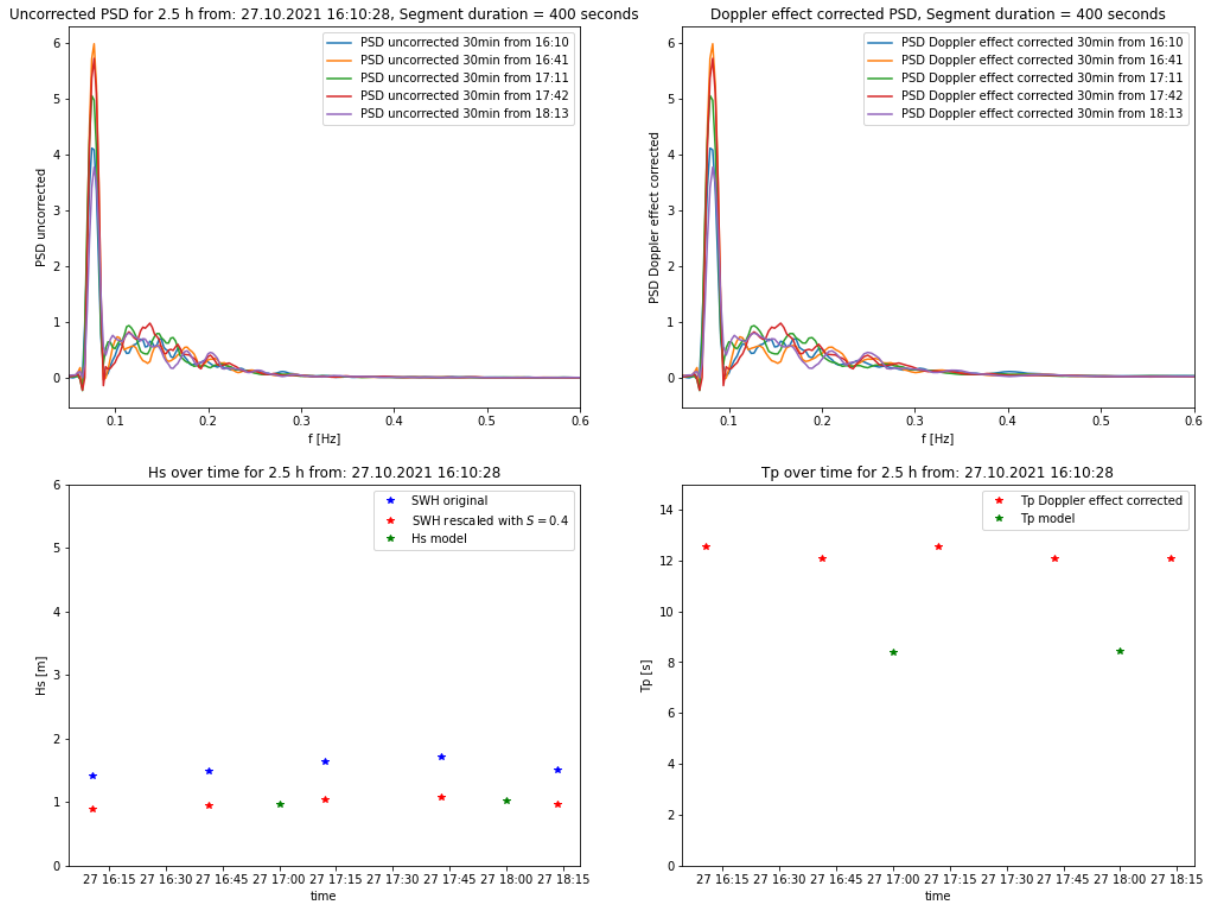 Uncorrected PSD for 2.5 h from: 27.10.2021 16:10:28, Segment duration = 400 seconds
PSD uncorrected 30min from 16:10
PSD uncorrected 30min from 16:41
PSD uncorrected 30min from 17:11
PSD uncorrected 30min from 17:42
PSD uncorrected 30min from 18:13
PSD uncorrected
6
5
4
3
2
1
0
0.1 0.2 0.3 0.4 0.5 0.6
f [Hz]
Doppler effect corrected PSD, Segment duration = 400 seconds
PSD Doppler effect corrected 30min from 16:10
PSD Doppler effect corrected 30min from 16:41
PSD Doppler effect corrected 30min from 17:11
PSD Doppler effect corrected 30min from 17:42
PSD Doppler effect corrected 30min from 18:13
PSD Doppler effect corrected
6
5
4
3
2
1
0
0.1 0.2 0.3 0.4 0.5 0.6
f [Hz]
Hs over time for 2.5 h from: 27.10.2021 16:10:28
SWH original
SWH rescaled with S = 0.4
Hs model
Hs [m]
6
5
4
3
2
1
0
27 16:15 27 16:30 27 16:45 27 17:00 27 17:15 27 17:30 27 17:45 27 18:00 27 18:15
time
Tp over time for 2.5 h from: 27.10.2021 16:10:28
Tp Doppler effect corrected
Tp model
Tp [s]
14
12
10
8
6
4
2
0
27 16:15 27 16:30 27 16:45 27 17:00 27 17:15 27 17:30 27 17:45 27 18:00 27 18:15
time